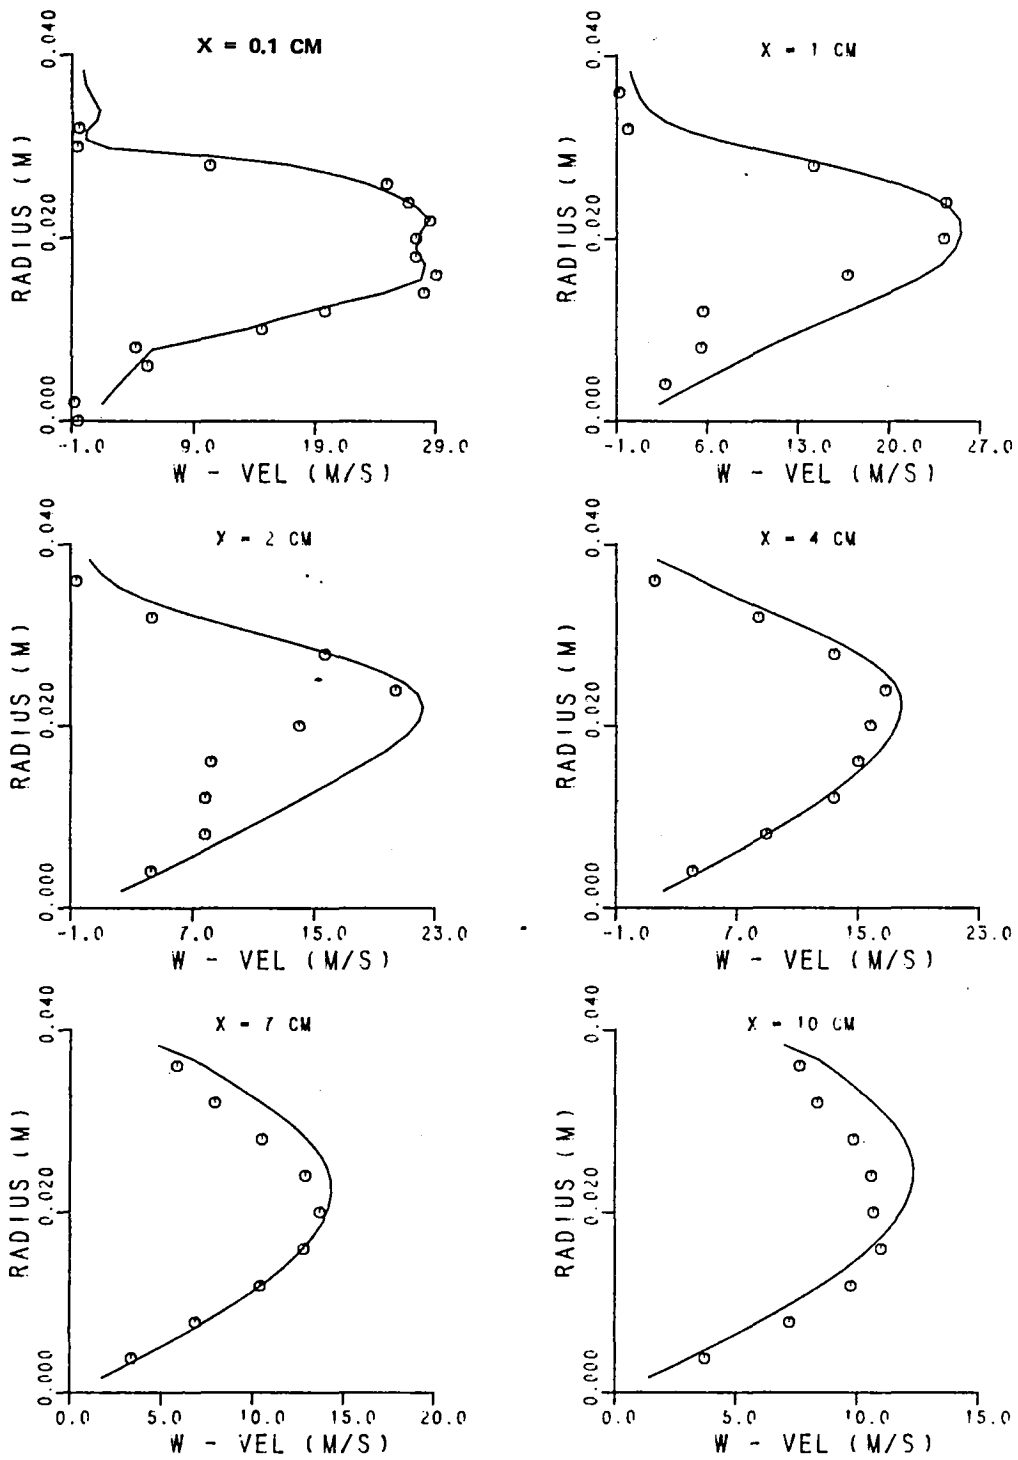 X = 0.1 CM
RADIUS (M)
0.040
0.020
0.000
-1.0 9.0 19.0 29.0
W - VEL (M/S)
X = 1 CM
RADIUS (M)
0.040
0.020
0.000
-1.0 6.0 13.0 20.0 27.0
W - VEL (M/S)
X = 2 CM
RADIUS (M)
0.040
0.020
0.000
-1.0 7.0 15.0 23.0
W - VEL (M/S)
X = 4 CM
RADIUS (M)
0.040
0.020
0.000
-1.0 7.0 15.0 23.0
W - VEL (M/S)
X = 7 CM
RADIUS (M)
0.040
0.020
0.000
0.0 5.0 10.0 15.0 20.0
W - VEL (M/S)
X = 10 CM
RADIUS (M)
0.040
0.020
0.000
0.0 5.0 10.0 15.0
W - VEL (M/S)